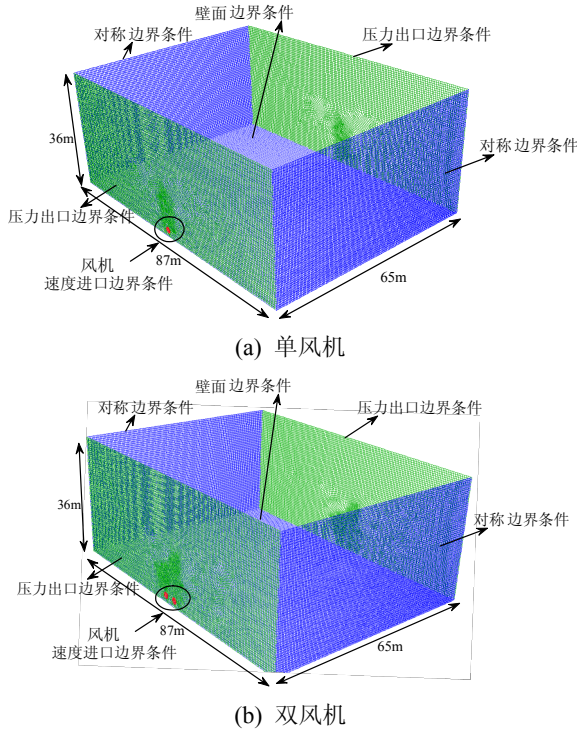 壁面边界条件
对称边界条件
压力出口边界条件
36m
对称边界条件
压力出口边界条件
风机
速度进口边界条件
87m
65m
(a) 单风机
壁面边界条件
对称边界条件
压力出口边界条件
36m
对称边界条件
压力出口边界条件
风机
速度进口边界条件
87m
65m
(b) 双风机